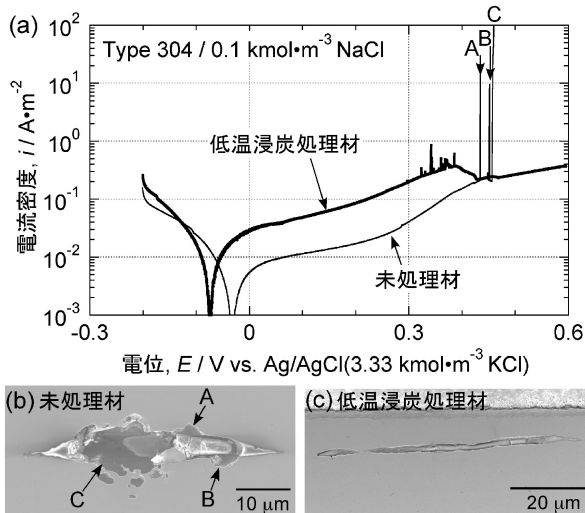 (a)
Type 304 / 0.1 kmol•m⁻³ NaCl
C
B
A
低温浸炭処理材
未処理材
電流密度, i / A•m⁻²
10²
10¹
10⁰
10⁻¹
10⁻²
10⁻³
-0.3
0
0.3
0.6
電位, E / V vs. Ag/AgCl(3.33 kmol•m⁻³ KCl)
(b) 未処理材
A
C
B
10 μm
(c) 低温浸炭処理材
20 μm